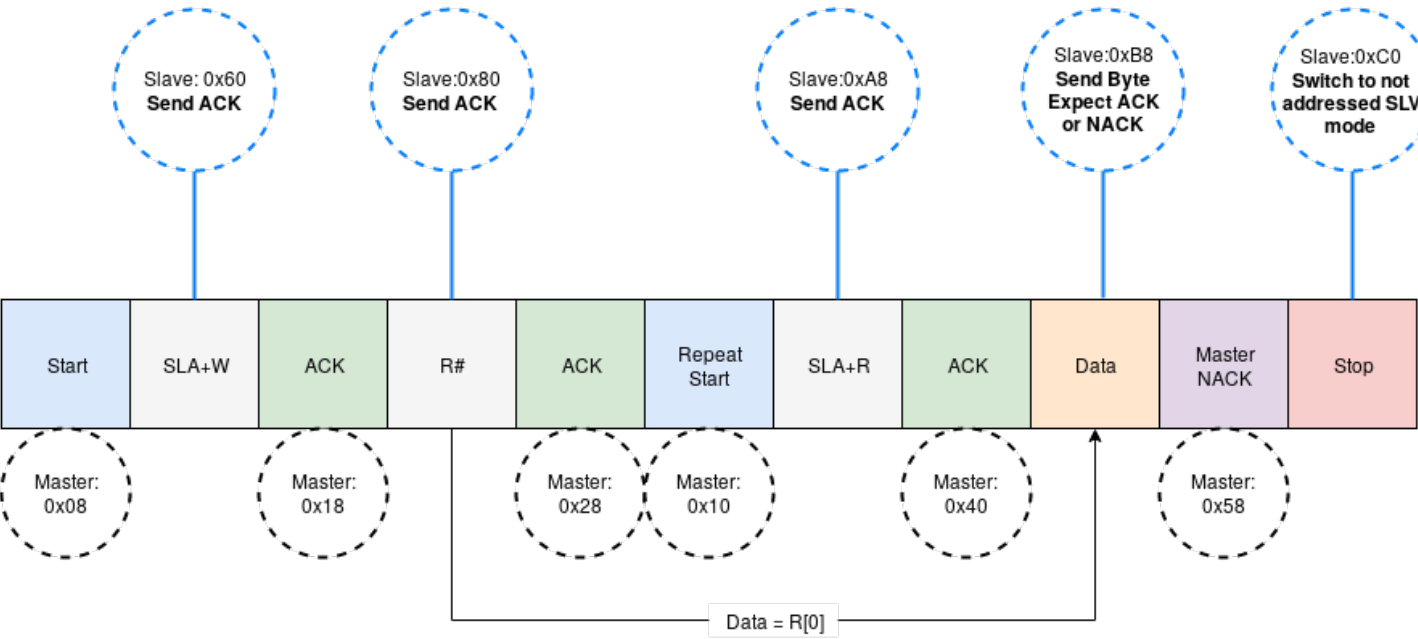 Slave: 0x60
Send ACK
Slave:0x80
Send ACK
Slave:0xA8
Send ACK
Slave:0xB8
Send Byte
Expect ACK
or NACK
Slave:0xC0
Switch to not
addressed SLV
mode
Start
SLA+W
ACK
R#
ACK
Repeat
Start
SLA+R
ACK
Data
Master
NACK
Stop
Master:
0x08
Master:
0x18
Master:
0x28
Master:
0x10
Master:
0x40
Master:
0x58
Data = R[0]